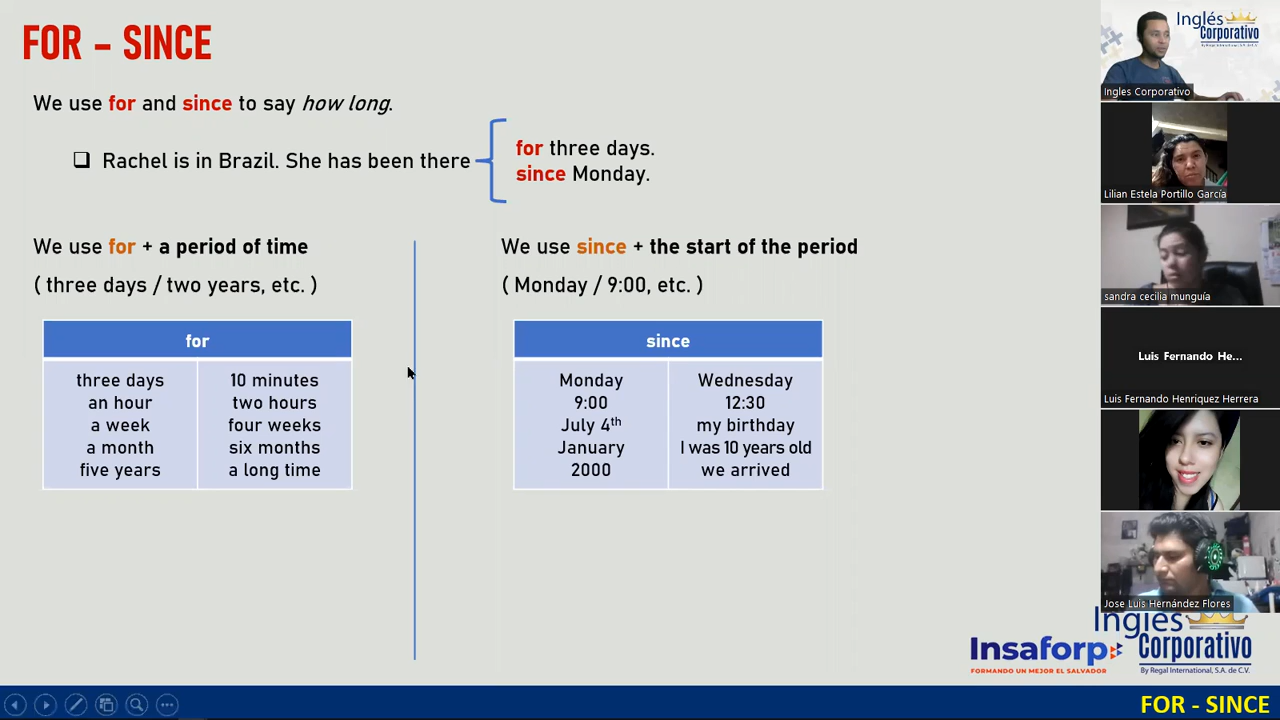 FOR - SINCE
We use for and since to say how long.
❑ Rachel is in Brazil. She has been there
for three days.
since Monday.
We use for + a period of time
( three days / two years, etc. )
for
three days
an hour
a week
a month
five years
10 minutes
two hours
four weeks
six months
a long time
We use since + the start of the period
( Monday / 9:00, etc. )
since
Monday
9:00
July 4th
January
2000
Wednesday
12:30
my birthday
I was 10 years old
we arrived
Inglés
Corporativo
By Regal International, S.A. de C.V.
Ingles Corporativo
Lilian Estela Portillo García
sandra cecilia munguía
Luis Fernando He...
Luis Fernando Henriquez Herrera
Jose Luis Hernández Flores
Insaforp
FORMANDO UN MEJOR EL SALVADOR
Inglés
Corporativo
By Regal International, S.A. de C.V.
FOR - SINCE